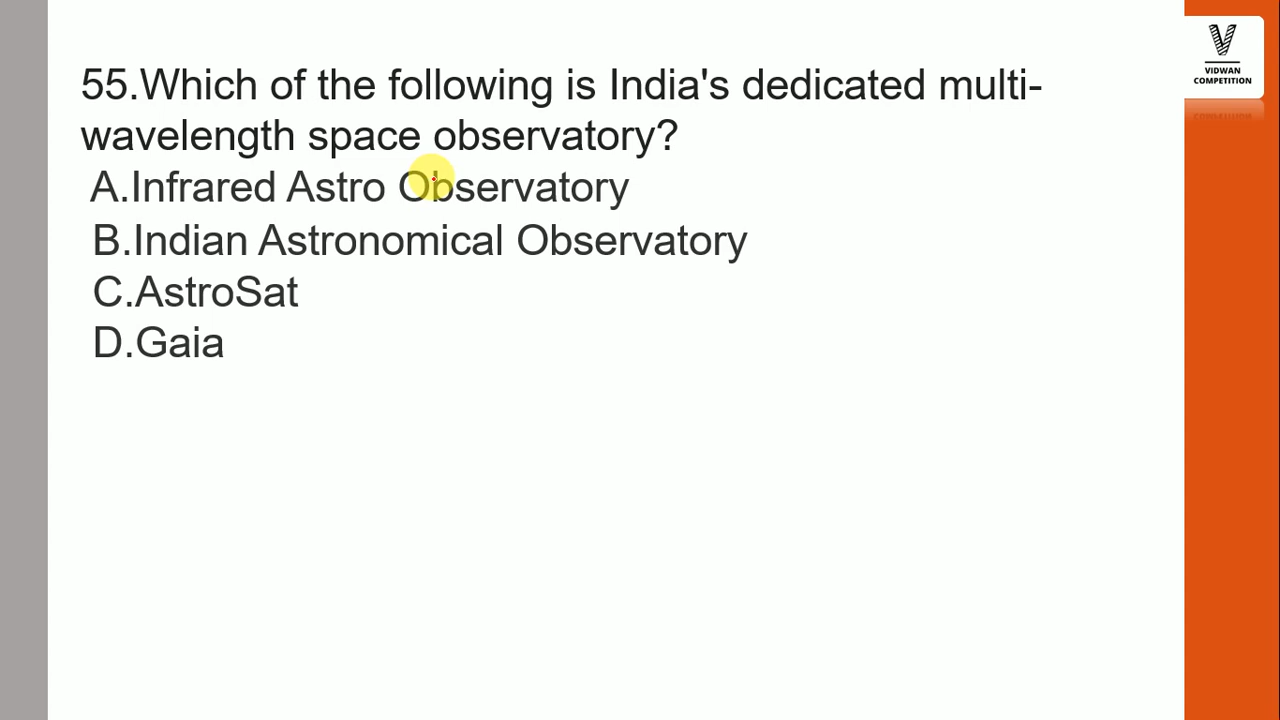 55.Which of the following is India's dedicated multi-
wavelength space observatory?
A.Infrared Astro Observatory
B.Indian Astronomical Observatory
C.AstroSat
D.Gaia
VIDWAN
COMPETITION